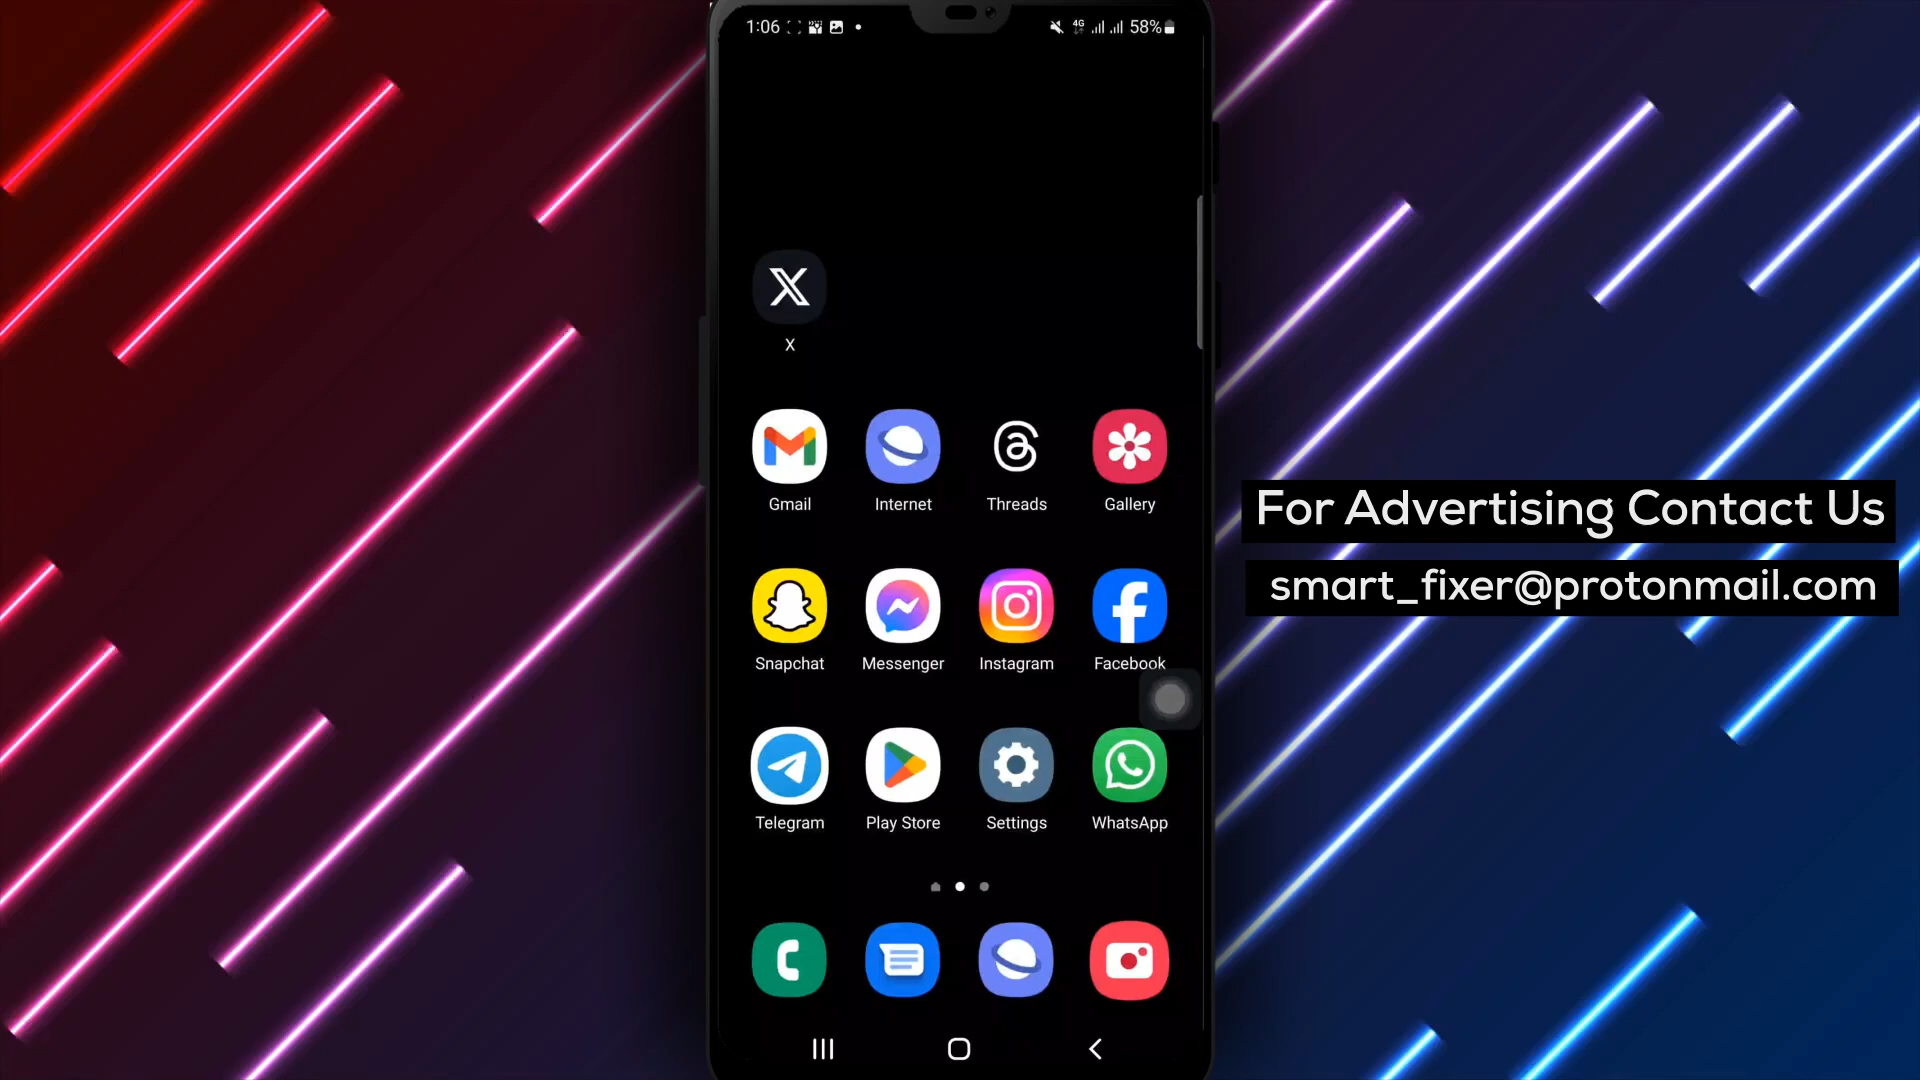 1:06
4G 58%
X
Gmail Internet Threads Gallery
Snapchat Messenger Instagram Facebook
Telegram Play Store Settings WhatsApp
For Advertising Contact Us
smart_fixer@protonmail.com